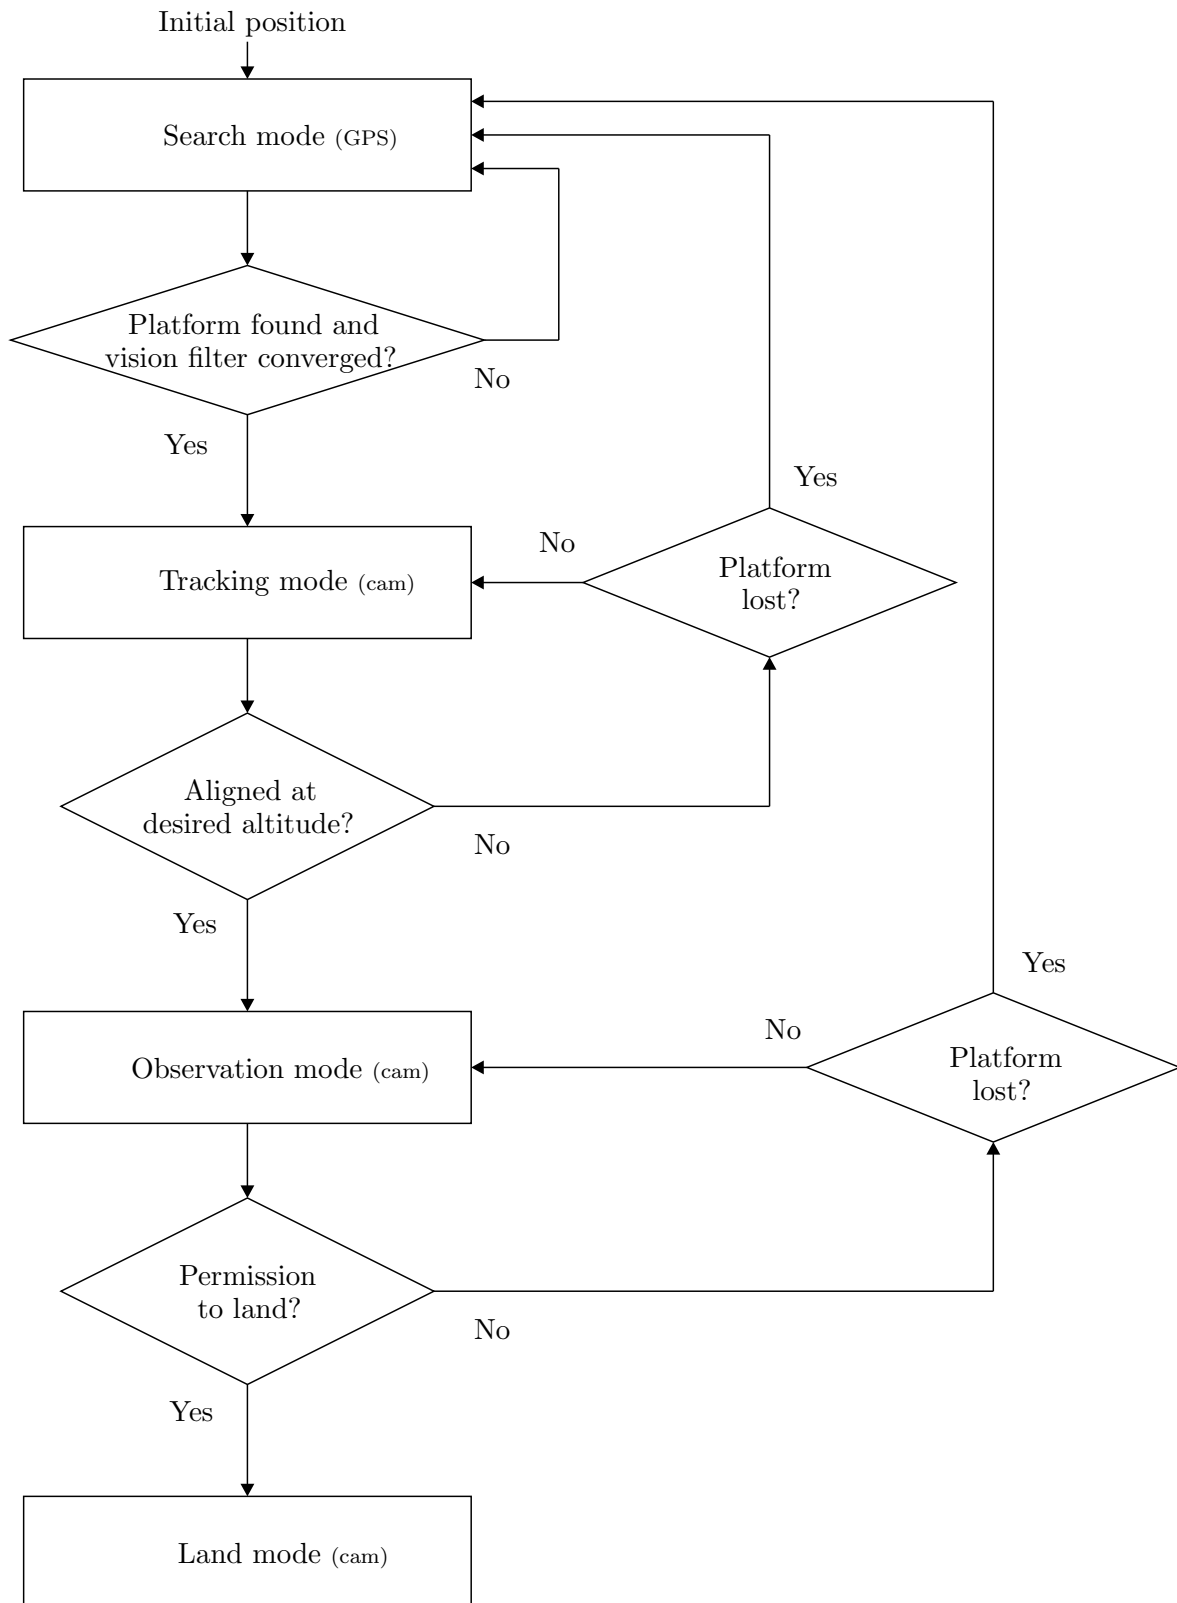 Initial position
Search mode (GPS)
Platform found and
vision filter converged?
No
Yes
Yes
No
Tracking mode (cam)
Platform
lost?
Aligned at
desired altitude?
No
Yes
Yes
No
Observation mode (cam)
Platform
lost?
Permission
to land?
No
Yes
Land mode (cam)